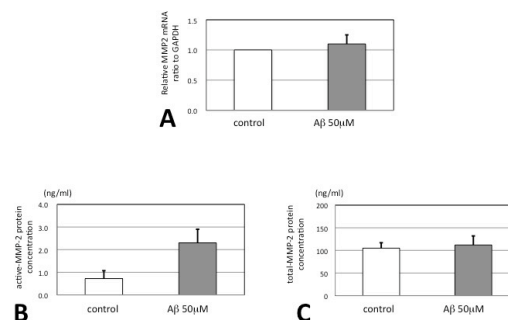 Relative MMP2 mRNA
ratio to GAPDH
1.5
1.0
0.5
0.0
control Aβ 50μM
A
(ng/ml)
active-MMP-2 protein
concentration
4.0
3.0
2.0
1.0
0.0
control Aβ 50μM
B
(ng/ml)
total-MMP-2 protein
concentration
200
150
100
50
0
control Aβ 50μM
C